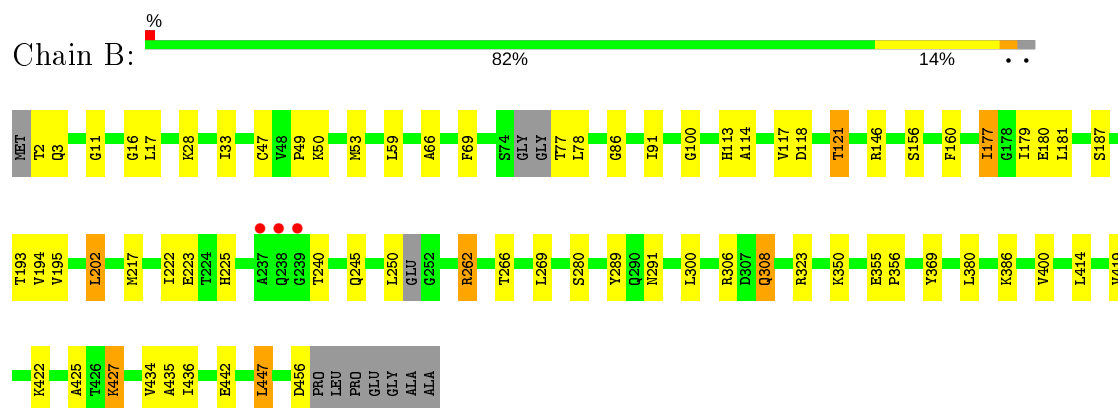 %
Chain B:
82% 14% • •
MET T2 Q3 G11 G16 L17 K28 I33 C47 V48 P49 K50 M53 L59 A66 F69 S74 GLY GLY T77 L78 G86 I91 G100 H113 A114 V117 D118 T121 R146 S156 F160 I177 G178 I179 E180 L181 S187
T193 V194 V195 L202 M217 I222 E223 T224 H225 A237 Q238 G239 T240 Q245 L250 GLU G252 R262 T266 L269 S280 Y289 Q290 N291 L300 R306 D307 Q308 R323 K350 E355 P356 Y369 L380 K386 V400 L414 V419
K422 A425 T426 K427 V434 A435 I436 E442 L447 D456 PRO LEU PRO GLU GLY ALA ALA